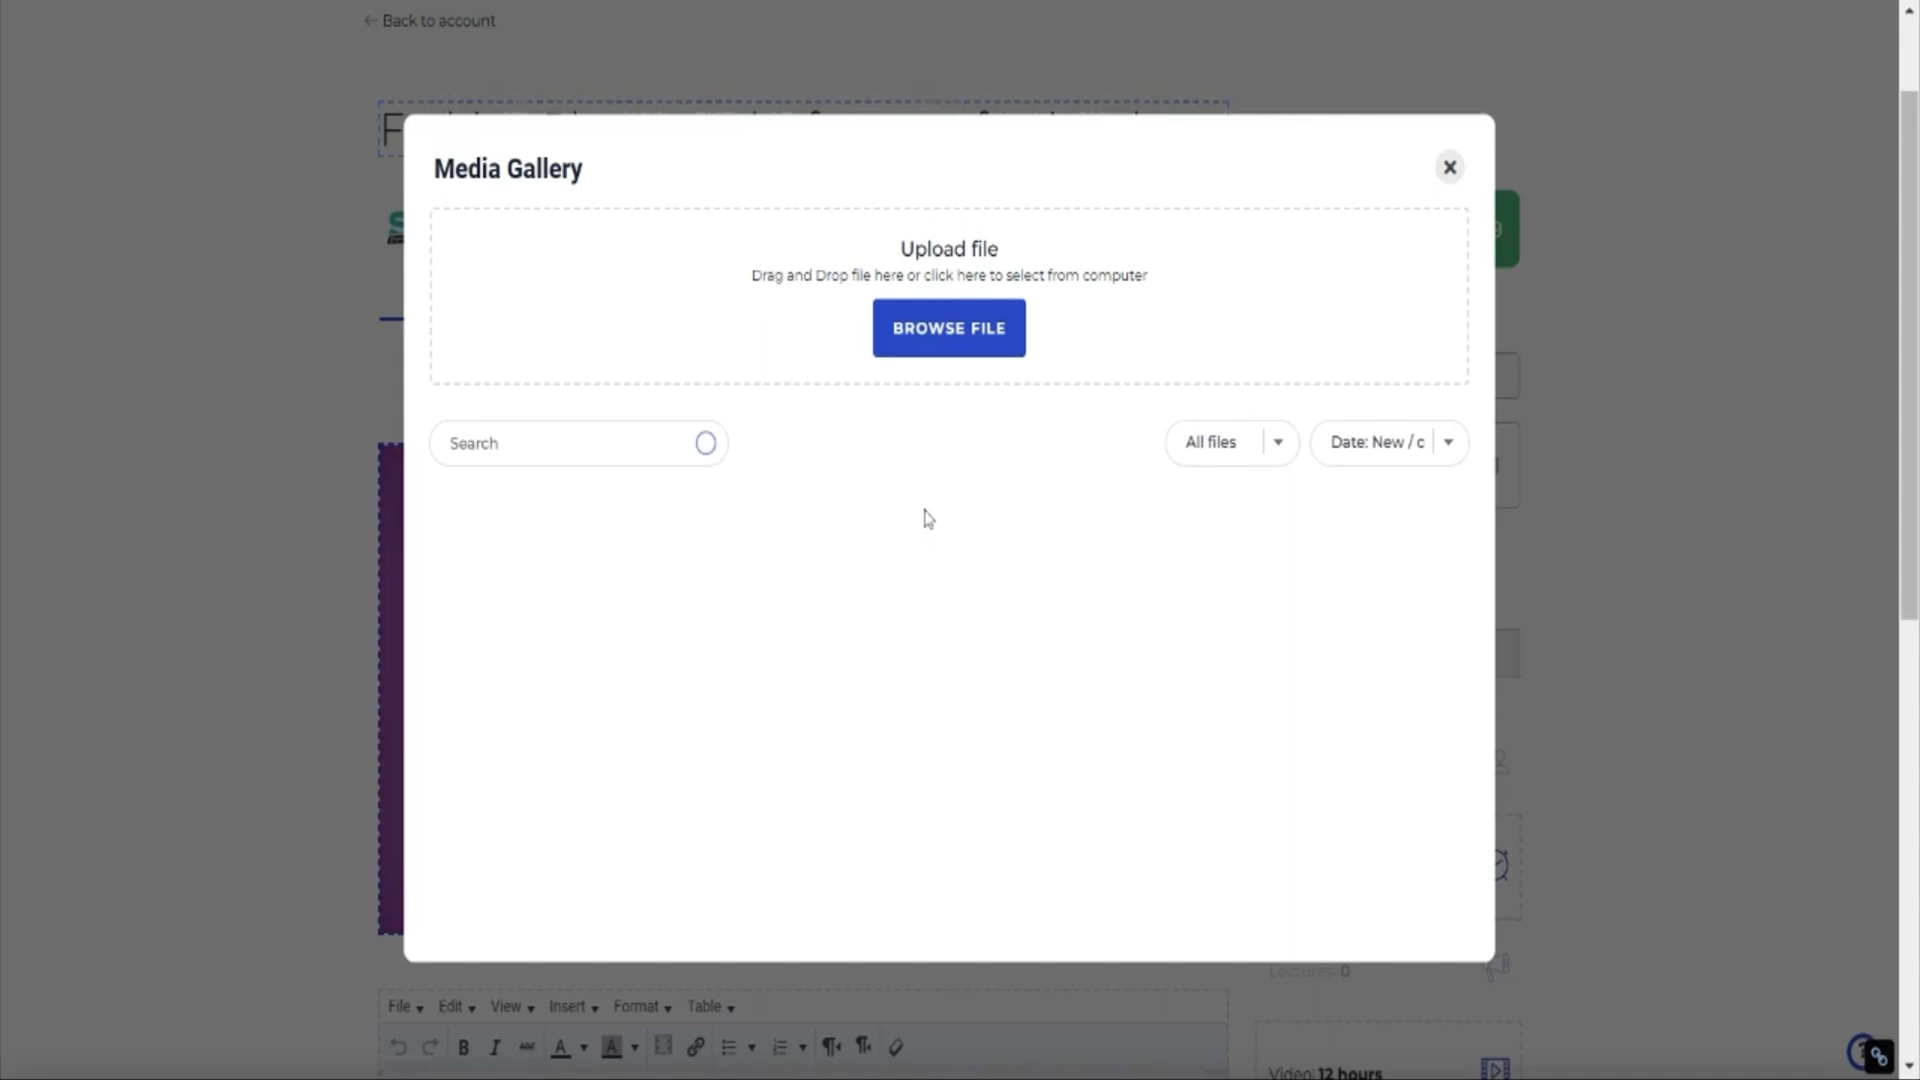 Back to account
Media Gallery
Upload file
Drag and Drop file here or click here to select from computer
BROWSE FILE
Search
All files
Date: New / c
Lectures: 0
File
Edit
View
Insert
Format
Table
B I ABC A A
Video: 12 hours